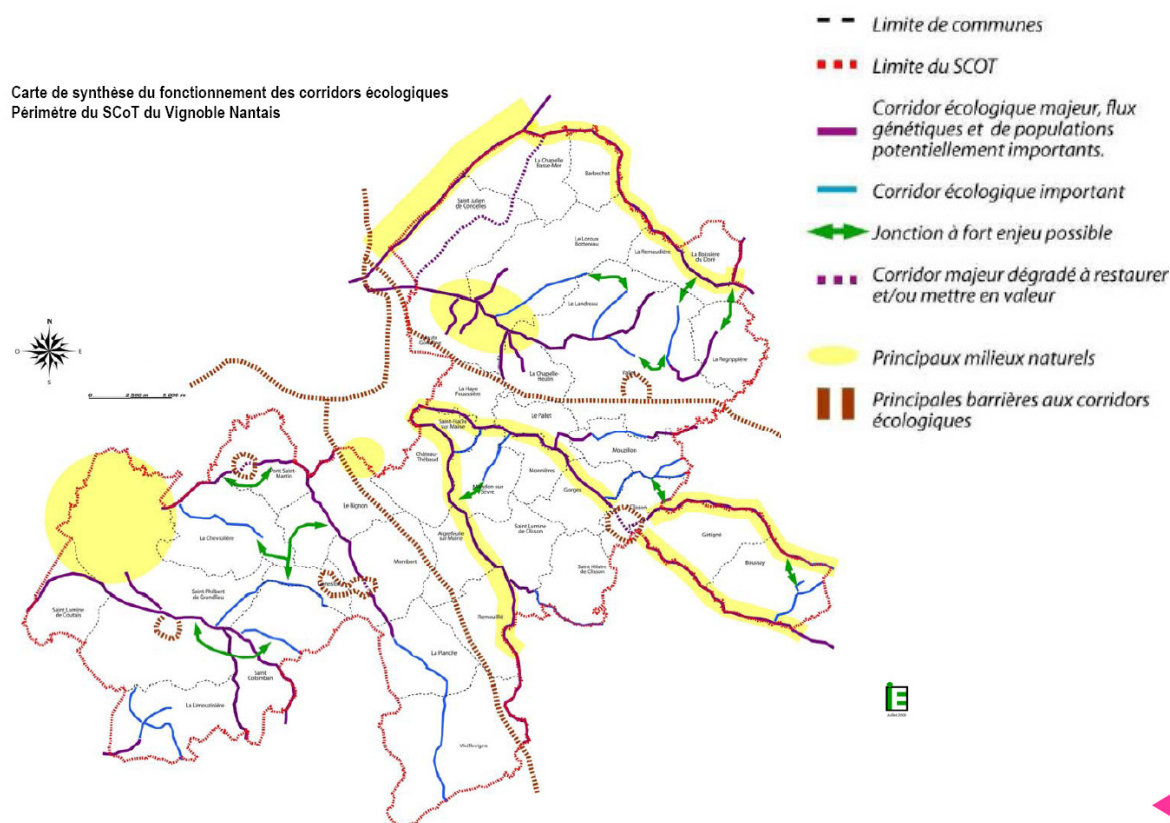 Carte de synthèse du fonctionnement des corridors écologiques
Périmètre du SCoT du Vignoble Nantais
Limite de communes
Limite du SCOT
Corridor écologique majeur, flux
génétiques et de populations
potentiellement importants.
Corridor écologique important
Jonction à fort enjeu possible
Corridor majeur dégradé à restaurer
et/ou mettre en valeur
Principaux milieux naturels
Principales barrières aux corridors
écologiques
La Chapelle
Basse-Mer
Barbechat
Saint Julien
de Concelles
Le Loroux
Bottereau
La Remaudière
La Boissière
du Doré
Le Landreau
La Regrippière
La Chapelle-
Heulin
La Haye
Fouassière
Le Pallet
Mouzillon
Saint-Fiacre
sur Maine
Château-
Thébaud
Monnières
Gorges
Maisdon sur
Sèvre
Saint Lumine
de Clisson
Clisson
Saint Hilaire
de Clisson
Gétigné
Boussay
Aigrefeuille
sur Maine
Remouillé
Pont Saint-
Martin
Le Bignon
La Chevrolière
Montbert
Saint Philbert
de Grandlieu
Saint Lumine
de Coutais
La Planche
Saint
Colomban
La Limouzinière
Vieillevigne
N
O
E
S
0
2 500 m
5 000 m
iE